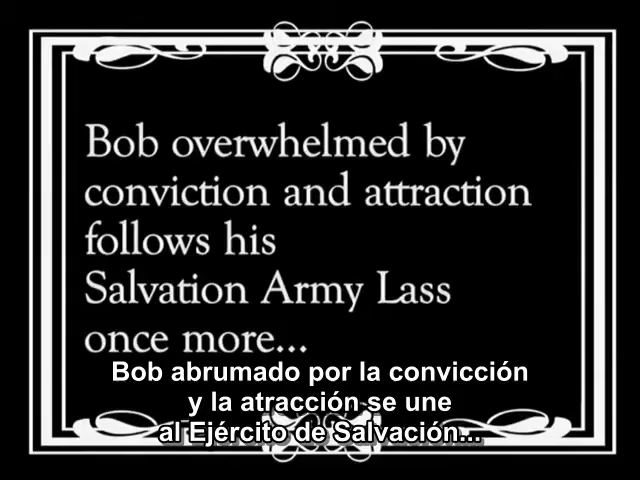 Bob overwhelmed by
conviction and attraction
follows his
Salvation Army Lass
once more...
Bob abrumado por la convicción
y la atracción se une
al Ejército de Salvación...